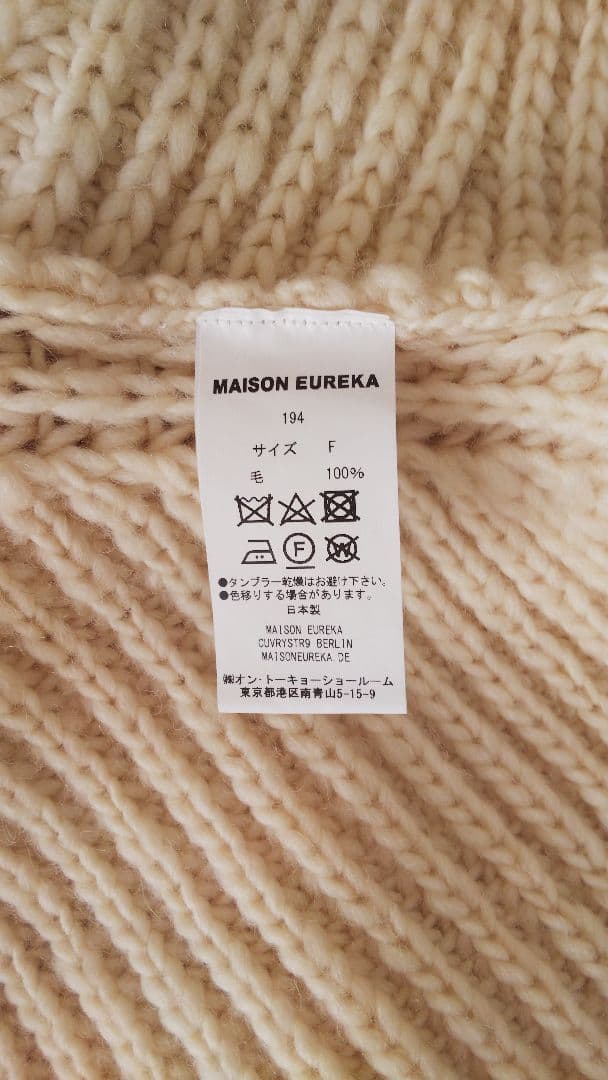 MAISON EUREKA
194
サイズ F
毛 100%
F
W
●タンブラー乾燥はお避け下さい。
●色移りする場合があります。
日本製
MAISON EUREKA
CUVRYSTR9 BERLIN
MAISONEUREKA.DE
㈱オン・トーキョーショールーム
東京都港区南青山5-15-9